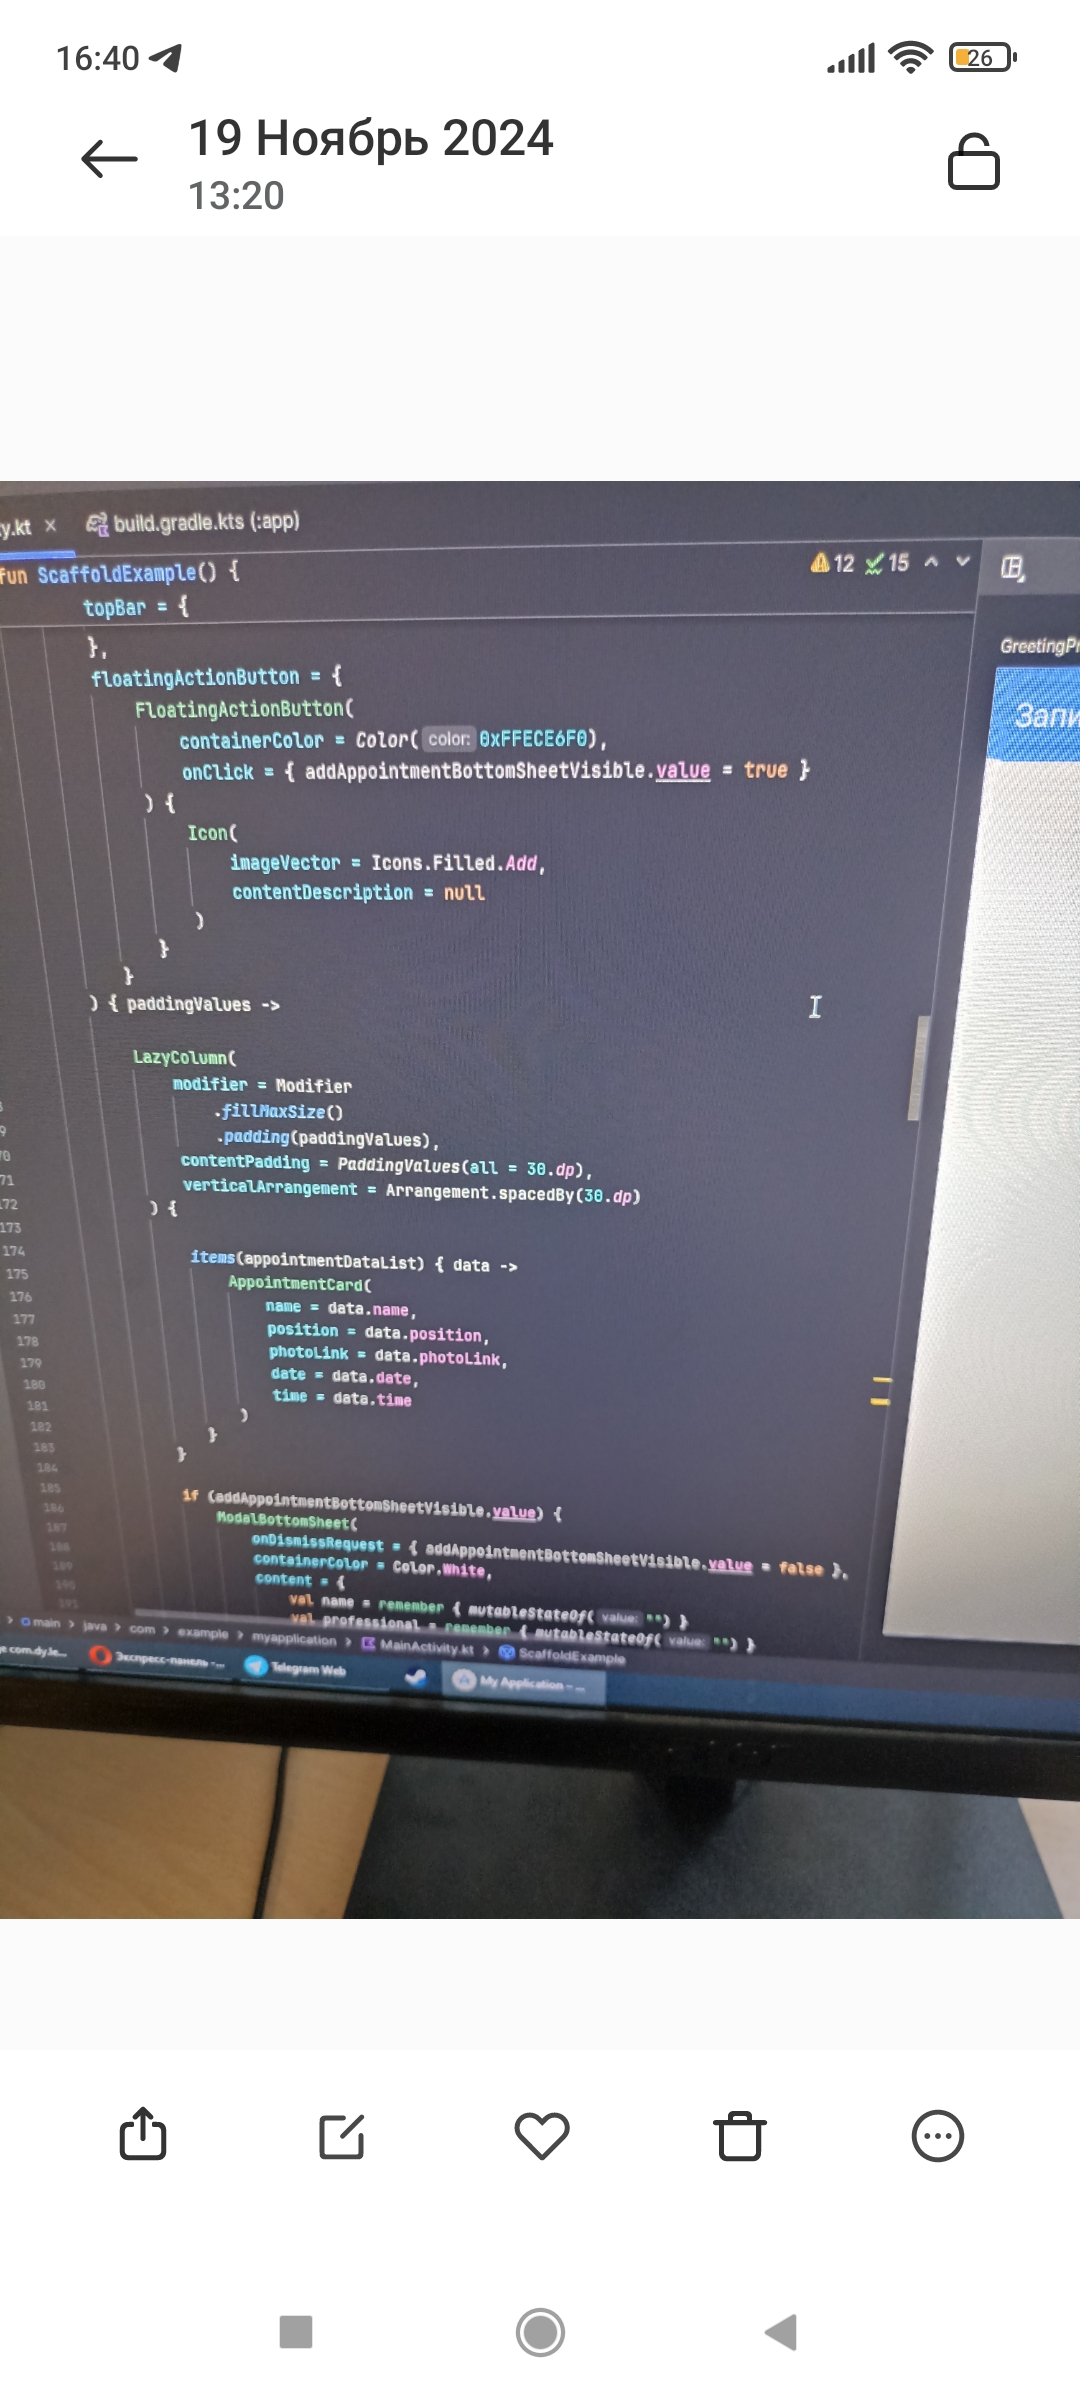 16:40
26
19 Ноябрь 2024
13:20
y.kt × build.gradle.kts (:app)
fun ScaffoldExample() {
12 15
topBar = {
},
GreetingPr
floatingActionButton = {
FloatingActionButton(
Запи
containerColor = Color( color: 0xFFECE6F0),
onClick = { addAppointmentBottomSheetVisible.value = true }
) {
Icon(
imageVector = Icons.Filled.Add,
contentDescription = null
)
}
}
) { paddingValues ->
LazyColumn(
modifier = Modifier
.fillMaxSize()
.padding(paddingValues),
contentPadding = PaddingValues(all = 30.dp),
verticalArrangement = Arrangement.spacedBy(30.dp)
172 ) {
173
174 items(appointmentDataList) { data ->
175 AppointmentCard(
176 name = data.name,
177 position = data.position,
178 photoLink = data.photoLink,
179 date = data.date,
180 time = data.time
181 )
182 }
183 }
184
185 if (addAppointmentBottomSheetVisible.value) {
186 ModalBottomSheet(
187 onDismissRequest = { addAppointmentBottomSheetVisible.value = false },
188 containerColor = Color.White,
189 content = {
190 val name = remember { mutableStateOf( value: "") }
191 val professional = remember { mutableStateOf( value: "") }
> main > java > com > example > myapplication > MainActivity.kt > ScaffoldExample
com.dy.le... Экспресс-панель -... Telegram Web My Application – ...